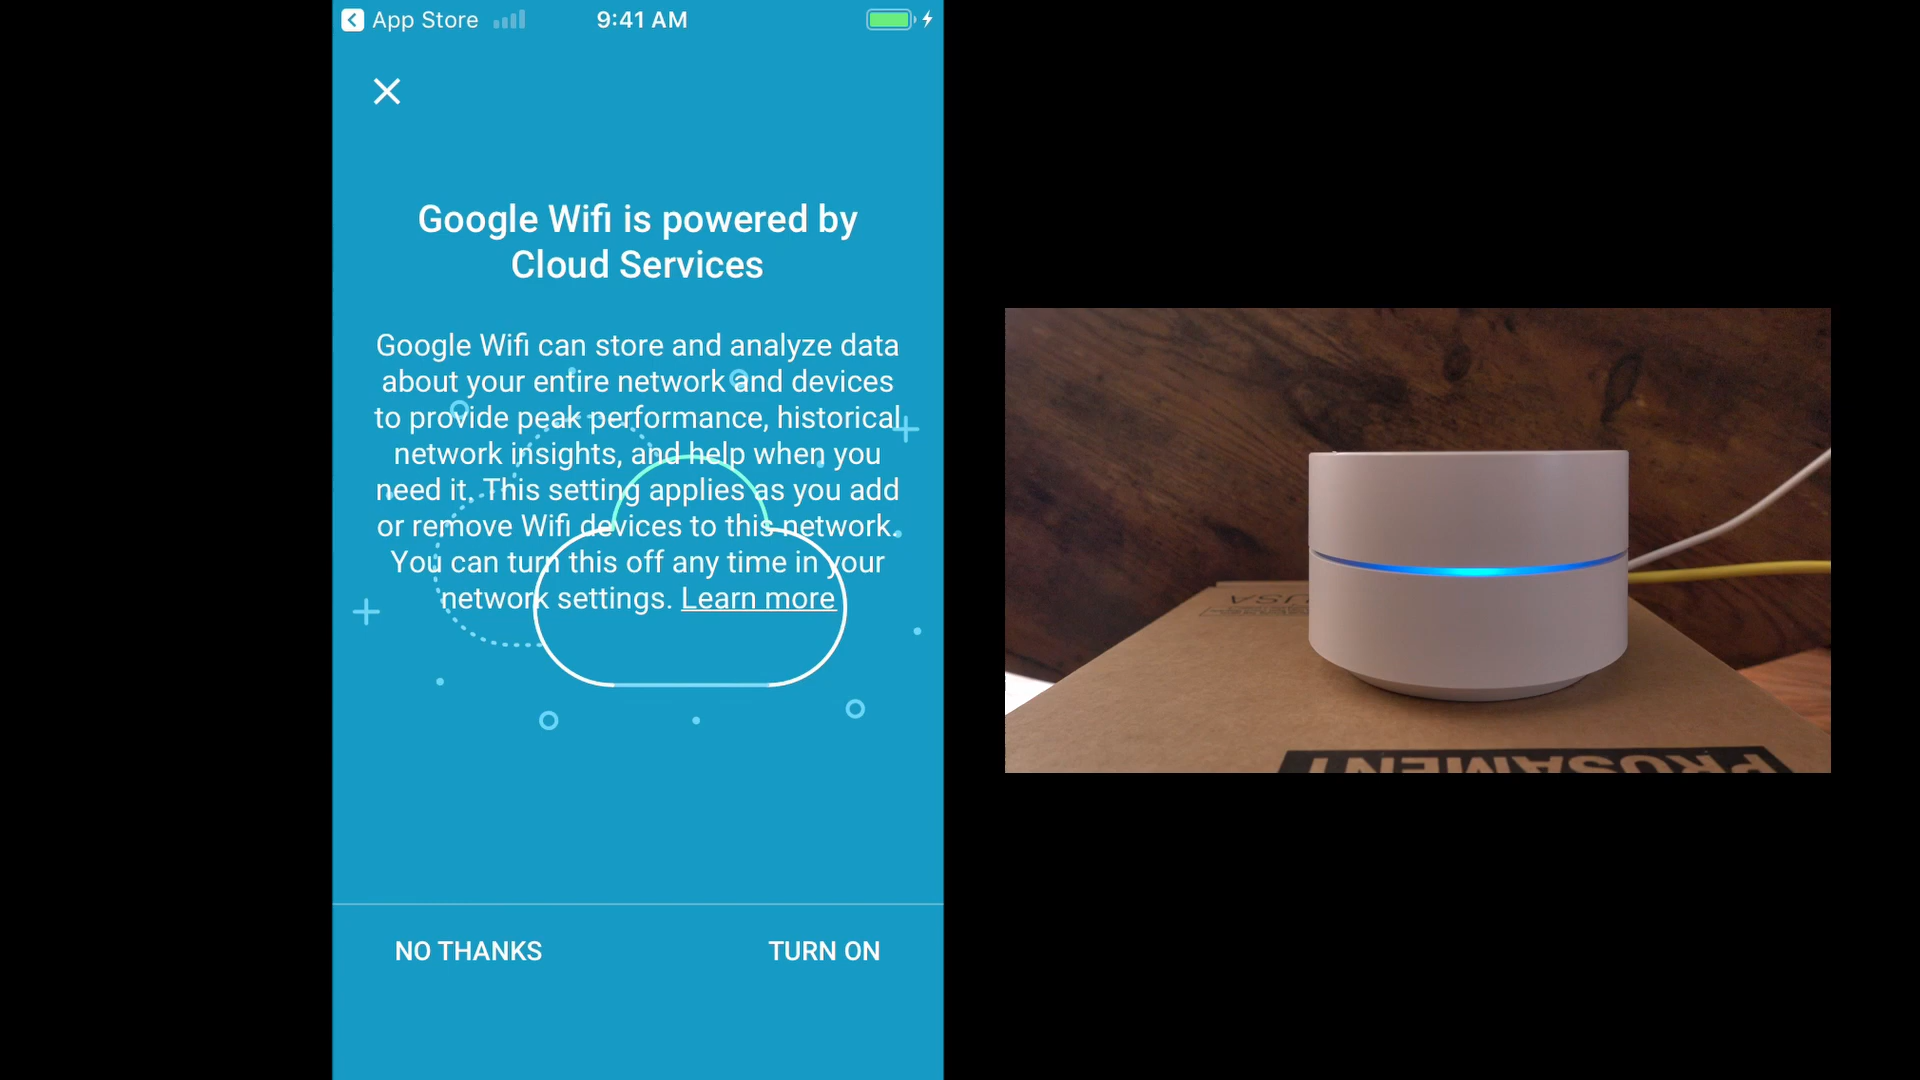 App Store
9:41 AM
Google Wifi is powered by
Cloud Services
Google Wifi can store and analyze data
about your entire network and devices
to provide peak performance, historical
network insights, and help when you
need it. This setting applies as you add
or remove Wifi devices to this network.
You can turn this off any time in your
network settings. Learn more
NO THANKS
TURN ON
USA
PROSAMENT